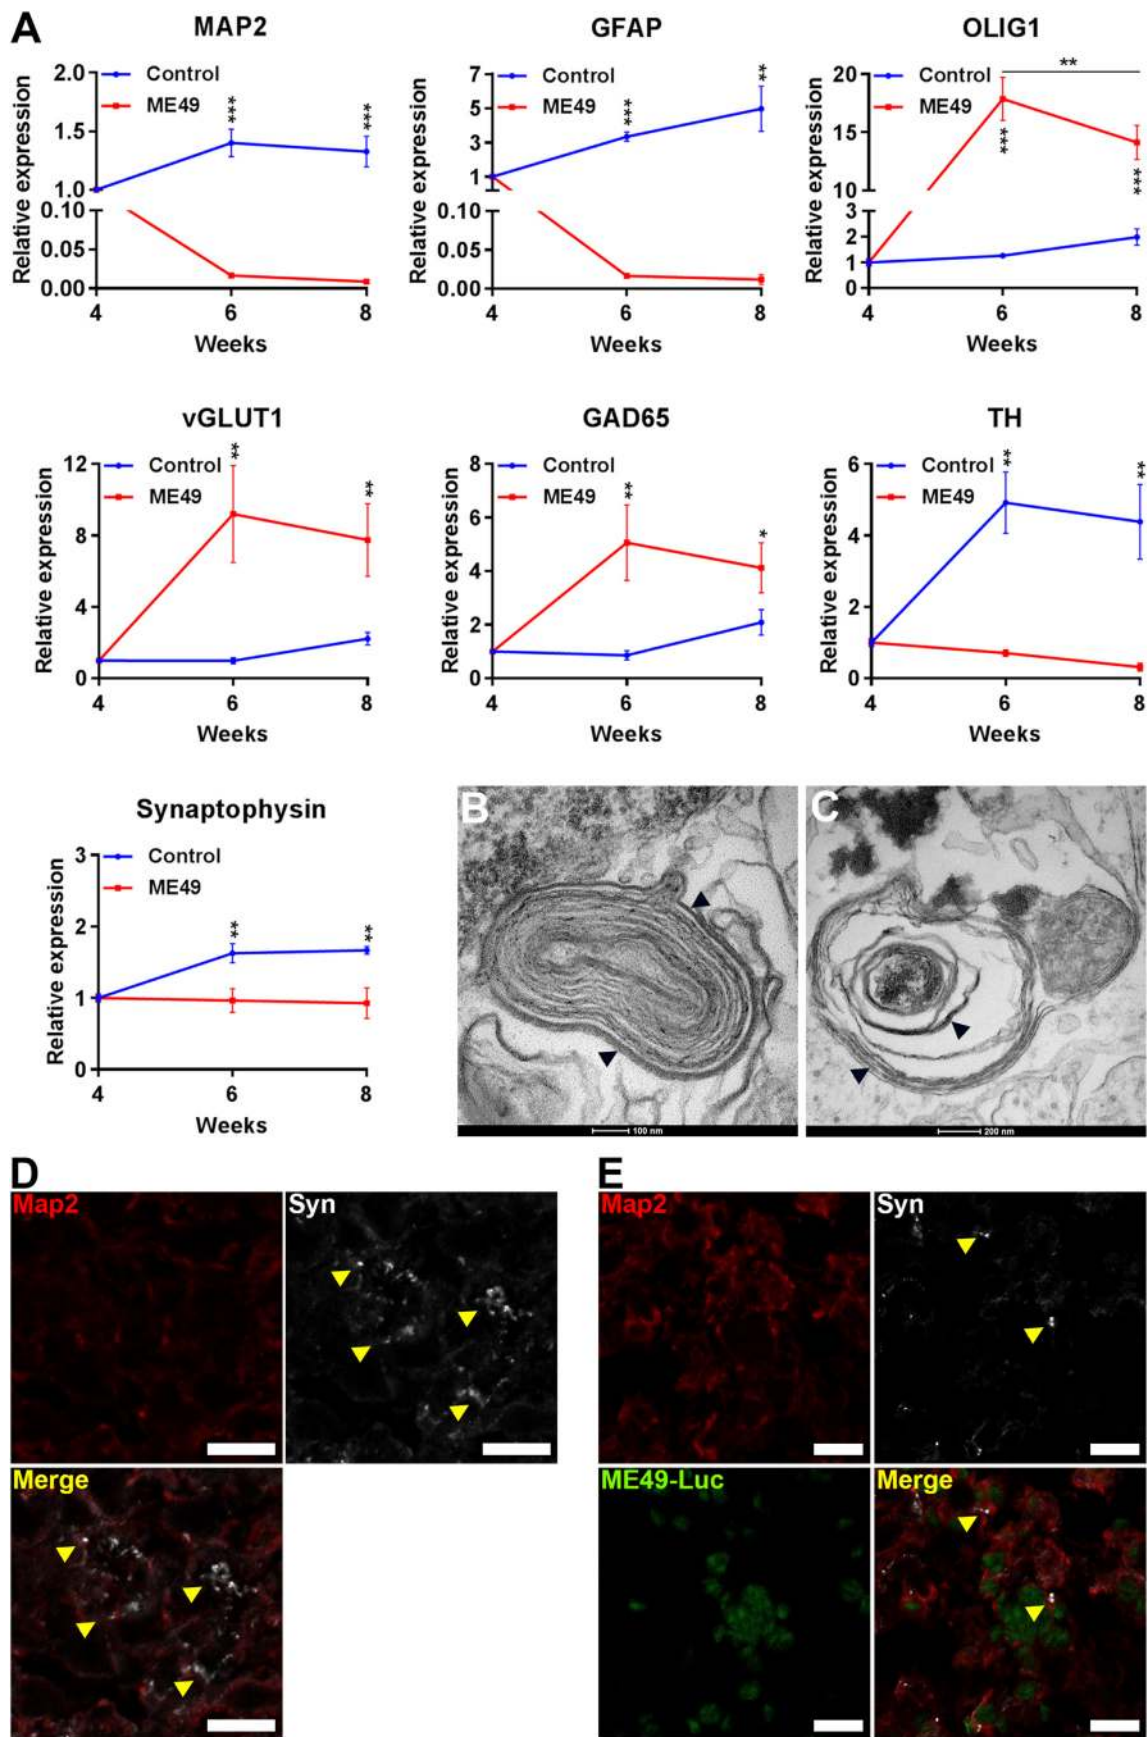 A
MAP2
GFAP
OLIG1
Relative expression
2.0
1.5
1.0
0.10
0.05
0.00
Control
ME49
***
***
4
6
8
Weeks
Relative expression
7
5
3
1
0.10
0.05
0.00
Control
ME49
***
**
4
6
8
Weeks
Relative expression
20
15
10
3
2
1
0
Control
ME49
**
***
***
4
6
8
Weeks
vGLUT1
GAD65
TH
Relative expression
12
8
4
0
Control
ME49
**
**
4
6
8
Weeks
Relative expression
8
6
4
2
0
Control
ME49
**
*
4
6
8
Weeks
Relative expression
6
4
2
0
Control
ME49
**
**
4
6
8
Weeks
Synaptophysin
Relative expression
3
2
1
0
Control
ME49
**
**
4
6
8
Weeks
B
100 nm
C
200 nm
D
Map2
Syn
Merge
E
Map2
Syn
ME49-Luc
Merge